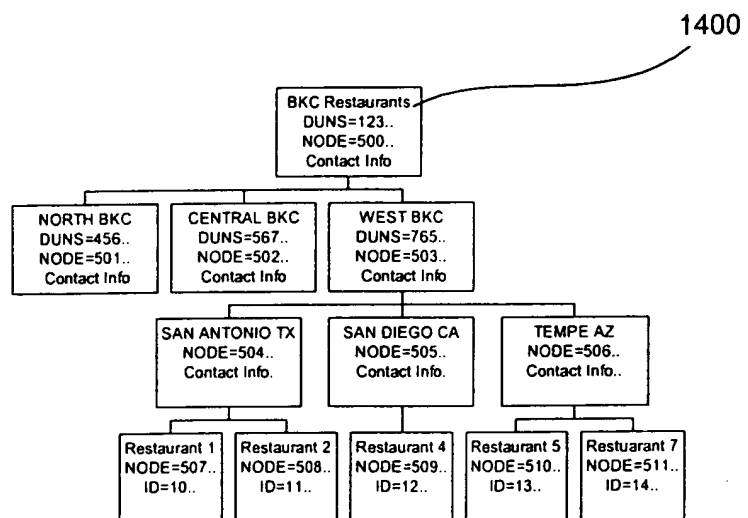 1400
BKC Restaurants
DUNS=123..
NODE=500..
Contact Info
NORTH BKC
DUNS=456..
NODE=501..
Contact Info
CENTRAL BKC
DUNS=567..
NODE=502..
Contact Info
WEST BKC
DUNS=765..
NODE=503..
Contact Info
SAN ANTONIO TX
NODE=504..
Contact Info.
SAN DIEGO CA
NODE=505..
Contact Info.
TEMPE AZ
NODE=506..
Contact Info..
Restaurant 1
NODE=507..
ID=10..
Restaurant 2
NODE=508..
ID=11..
Restaurant 4
NODE=509..
ID=12..
Restaurant 5
NODE=510..
ID=13..
Restuarant 7
NODE=511..
ID=14..